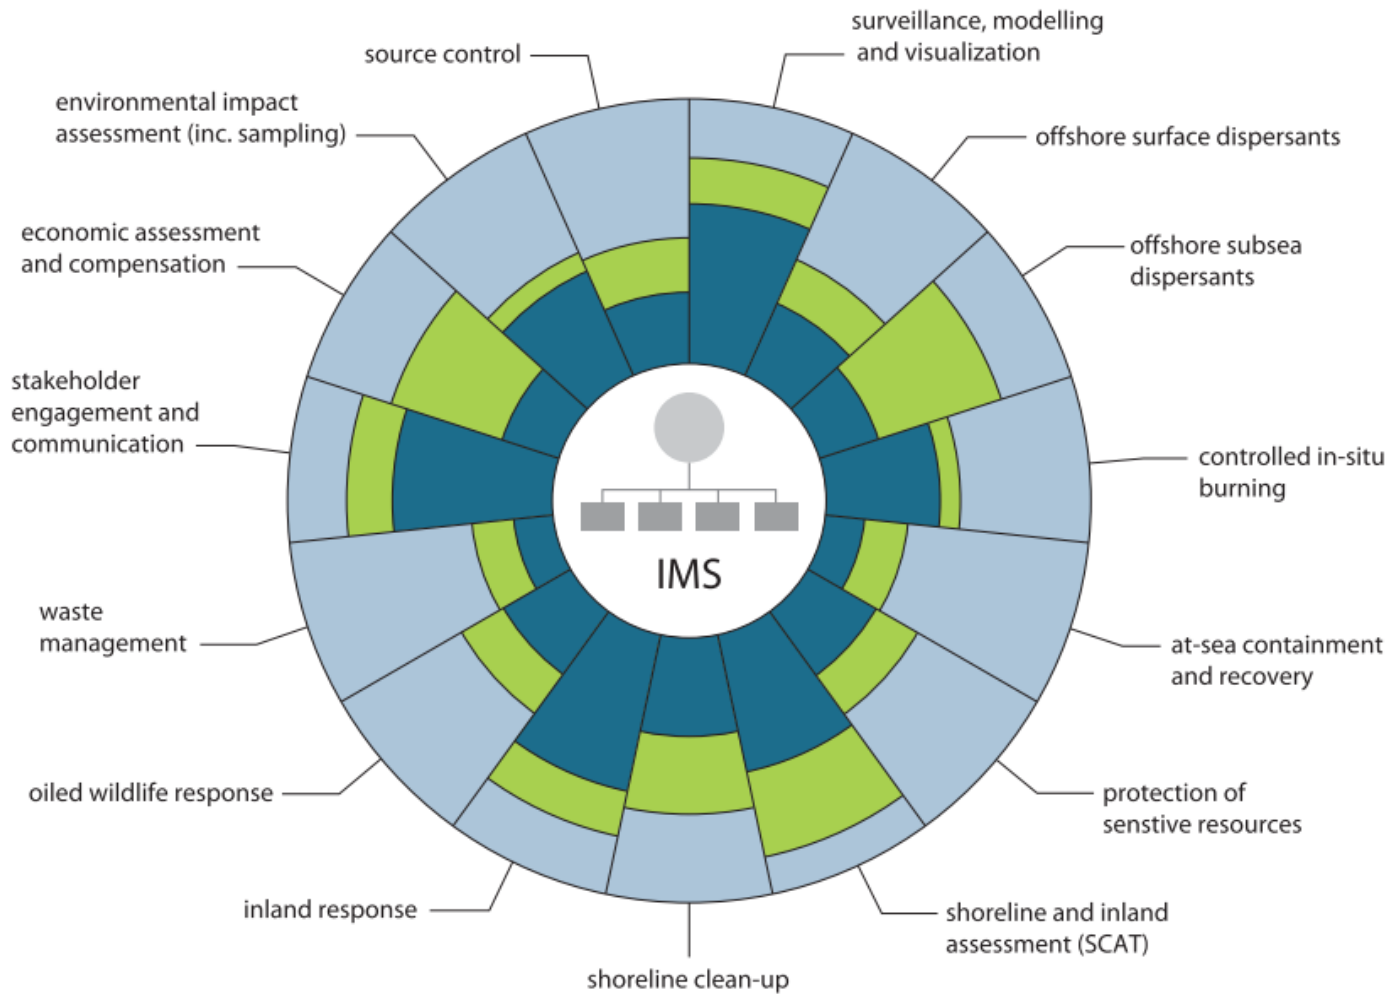 surveillance, modelling
and visualization
offshore surface dispersants
offshore subsea
dispersants
controlled in-situ
burning
at-sea containment
and recovery
protection of
senstive resources
shoreline and inland
assessment (SCAT)
shoreline clean-up
inland response
oiled wildlife response
waste
management
stakeholder
engagement and
communication
economic assessment
and compensation
environmental impact
assessment (inc. sampling)
source control
IMS